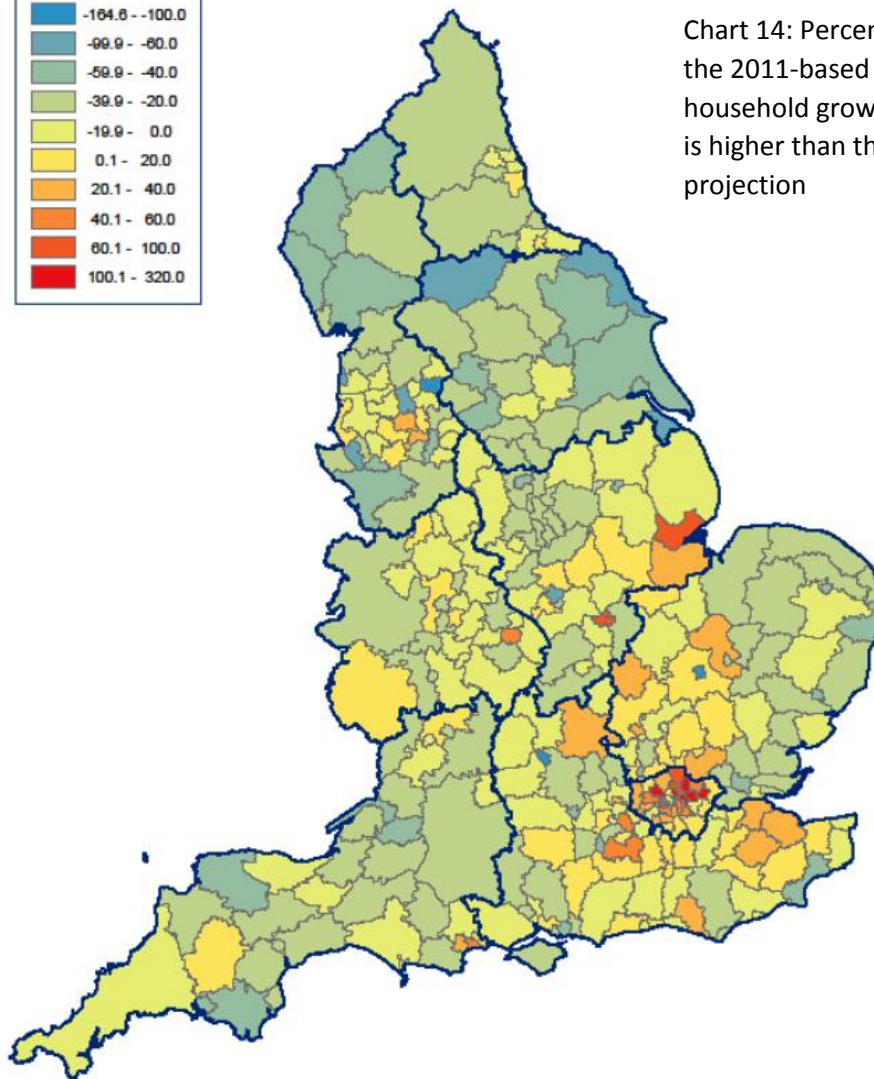 -164.6 - -100.0
-99.9 - -60.0
-59.9 - -40.0
-39.9 - -20.0
-19.9 - 0.0
0.1 - 20.0
20.1 - 40.0
40.1 - 60.0
60.1 - 100.0
100.1 - 320.0
Chart 14: Percen
the 2011-based
household grow
is higher than th
projection